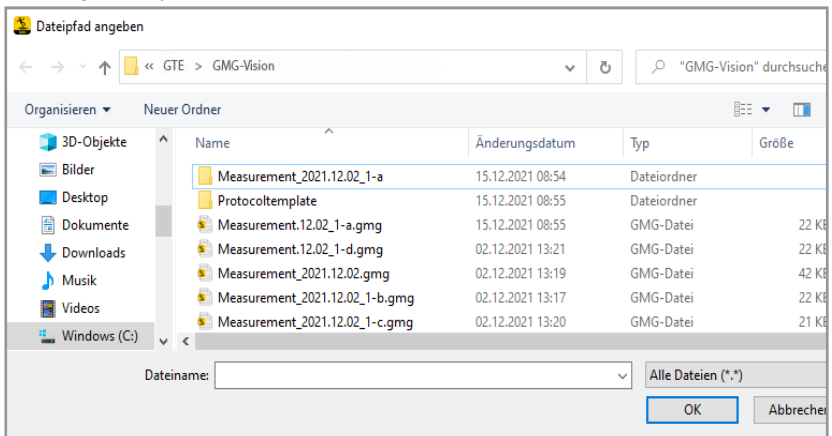 Dateipfad angeben
« GTE > GMG-Vision
"GMG-Vision" durchsuche
Organisieren
Neuer Ordner
Name Änderungsdatum Typ Größe
3D-Objekte
Bilder
Desktop
Dokumente
Downloads
Musik
Videos
Windows (C:)
Measurement_2021.12.02_1-a 15.12.2021 08:54 Dateiordner
Protocoltemplate 15.12.2021 08:55 Dateiordner
Measurement.12.02_1-a.gmg 15.12.2021 08:55 GMG-Datei 22 KB
Measurement.12.02_1-d.gmg 02.12.2021 13:21 GMG-Datei 22 KB
Measurement_2021.12.02.gmg 02.12.2021 13:19 GMG-Datei 42 KB
Measurement_2021.12.02_1-b.gmg 02.12.2021 13:17 GMG-Datei 22 KB
Measurement_2021.12.02_1-c.gmg 02.12.2021 13:20 GMG-Datei 21 KB
Dateiname:
Alle Dateien (*.*)
OK
Abbreche